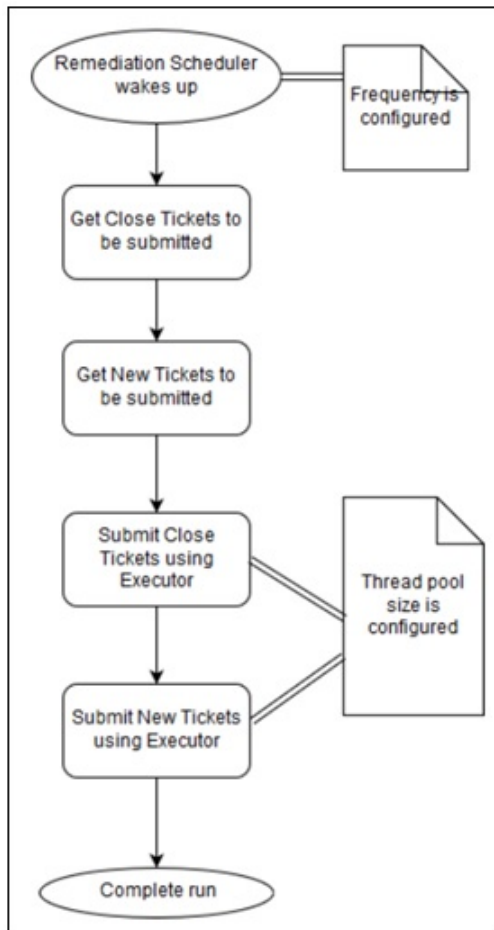 Remediation Scheduler
wakes up
Frequency is
configured
Get Close Tickets to
be submitted
Get New Tickets to
be submitted
Submit Close
Tickets using
Executor
Thread pool
size is
configured
Submit New Tickets
using Executor
Complete run